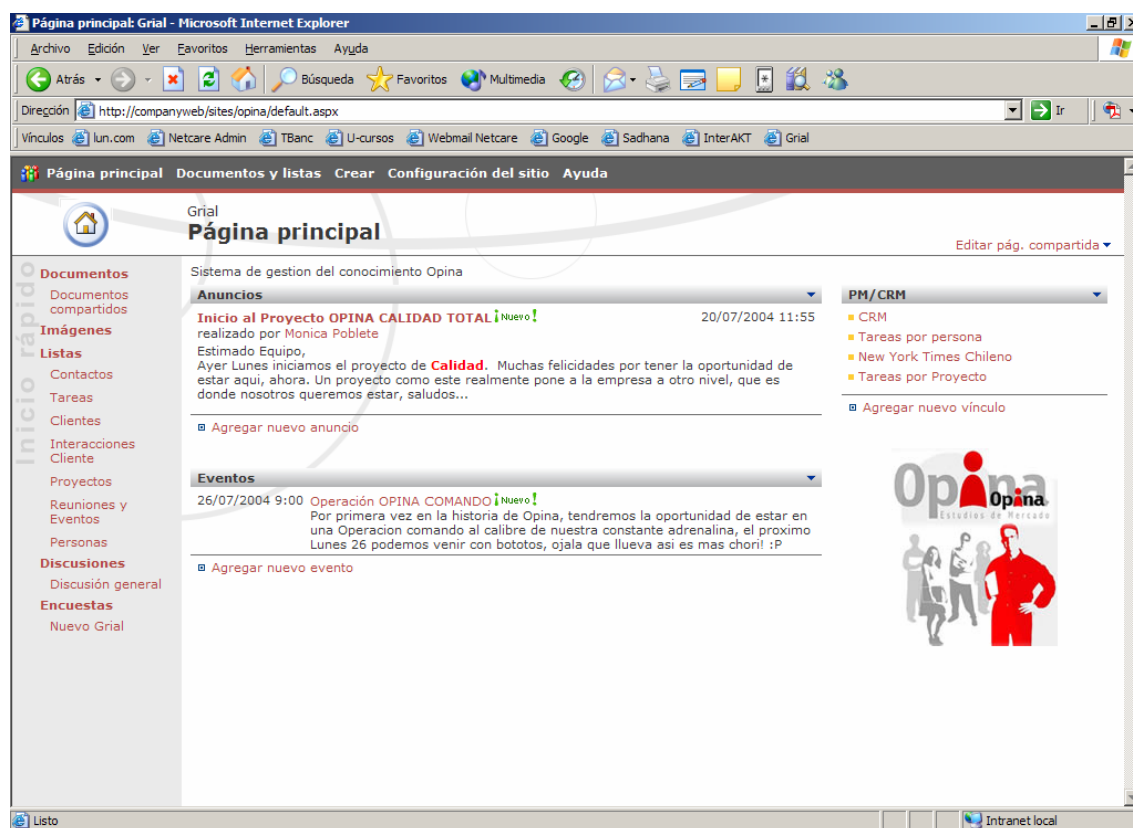 Página principal: Grial - Microsoft Internet Explorer
Archivo Edición Ver Favoritos Herramientas Ayuda
Atrás Búsqueda Favoritos Multimedia
Dirección http://companyweb/sites/opina/default.aspx Ir
Vínculos lun.com Netcare Admin TBanc U-cursos Webmail Netcare Google Sadhana InterAKT Grial
Página principal Documentos y listas Crear Configuración del sitio Ayuda
Grial
Página principal
Editar pág. compartida
Inicio rápido
Documentos
Documentos
compartidos
Imágenes
Listas
Contactos
Tareas
Clientes
Interacciones
Cliente
Proyectos
Reuniones y
Eventos
Personas
Discusiones
Discusión general
Encuestas
Nuevo Grial
Sistema de gestion del conocimiento Opina
Anuncios
Inicio al Proyecto OPINA CALIDAD TOTAL ¡Nuevo! 20/07/2004 11:55
realizado por Monica Poblete
Estimado Equipo,
Ayer Lunes iniciamos el proyecto de Calidad. Muchas felicidades por tener la oportunidad de
estar aqui, ahora. Un proyecto como este realmente pone a la empresa a otro nivel, que es
donde nosotros queremos estar, saludos...
Agregar nuevo anuncio
Eventos
26/07/2004 9:00 Operación OPINA COMANDO ¡Nuevo!
Por primera vez en la historia de Opina, tendremos la oportunidad de estar en
una Operacion comando al calibre de nuestra constante adrenalina, el proximo
Lunes 26 podemos venir con bototos, ojala que llueva asi es mas chori! :P
Agregar nuevo evento
PM/CRM
CRM
Tareas por persona
New York Times Chileno
Tareas por Proyecto
Agregar nuevo vínculo
Opina
Opina
Estudios de Mercado
Listo Intranet local